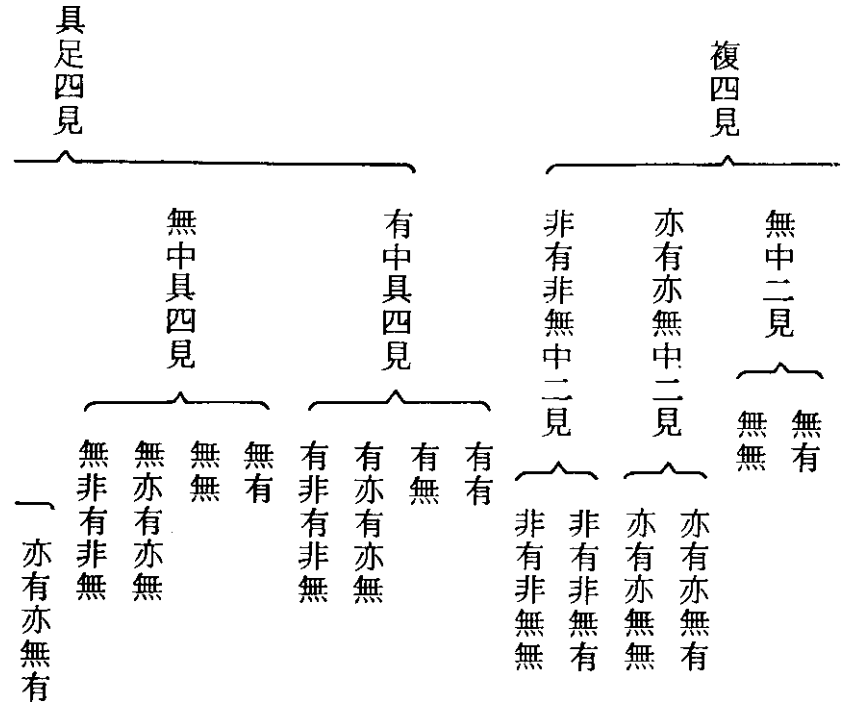 複四見
無中二見
無有
無無
亦有亦無中二見
亦有亦無有
亦有亦無無
非有非無中二見
非有非無有
非有非無無
具足四見
有中具四見
有有
有無
有亦有亦無
有非有非無
無中具四見
無有
無無
無亦有亦無
無非有非無
亦有亦無有